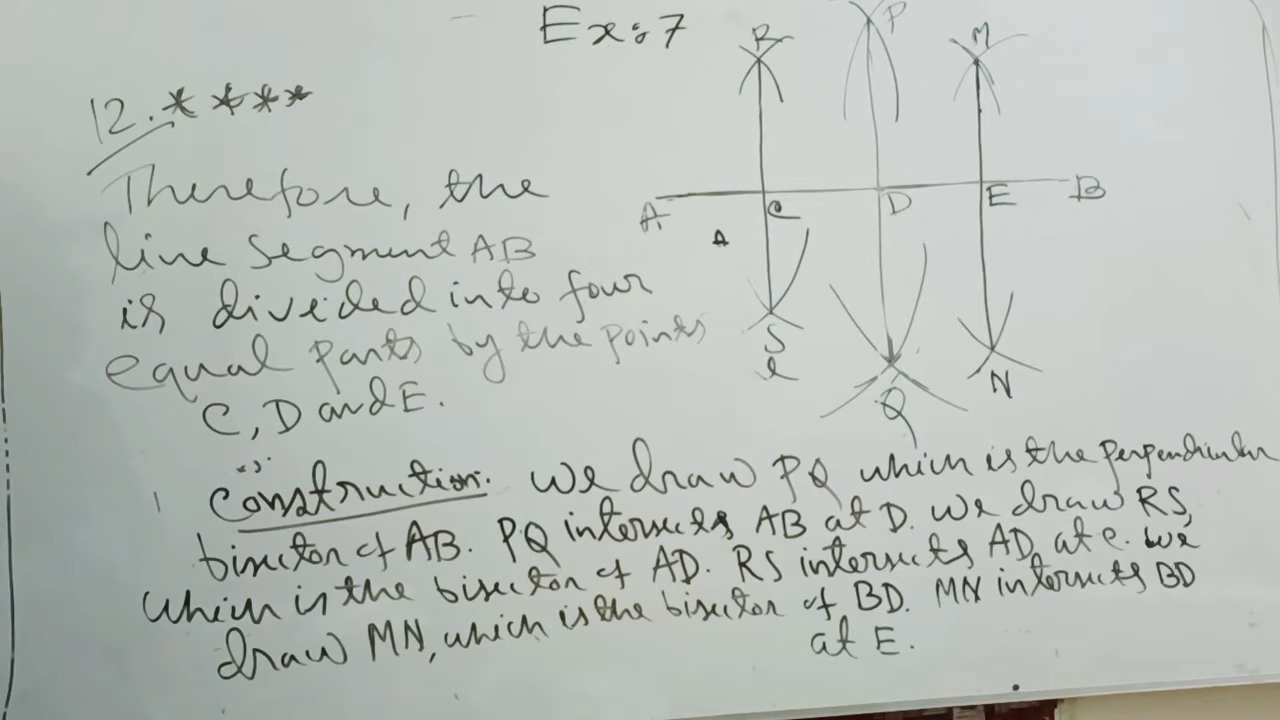 Ex:7
12.****
R
P
M
A
C
D
E
B
A
S
Q
N
Therefore, the
line segment AB
is divided into four
equal parts by the points
C, D and E.
Construction: We draw PQ which is the perpendicular
bisector of AB. PQ intersects AB at D. We draw RS,
which is the bisector of AD. RS intersects AD at C. We
draw MN, which is the bisector of BD. MN intersects BD
at E.